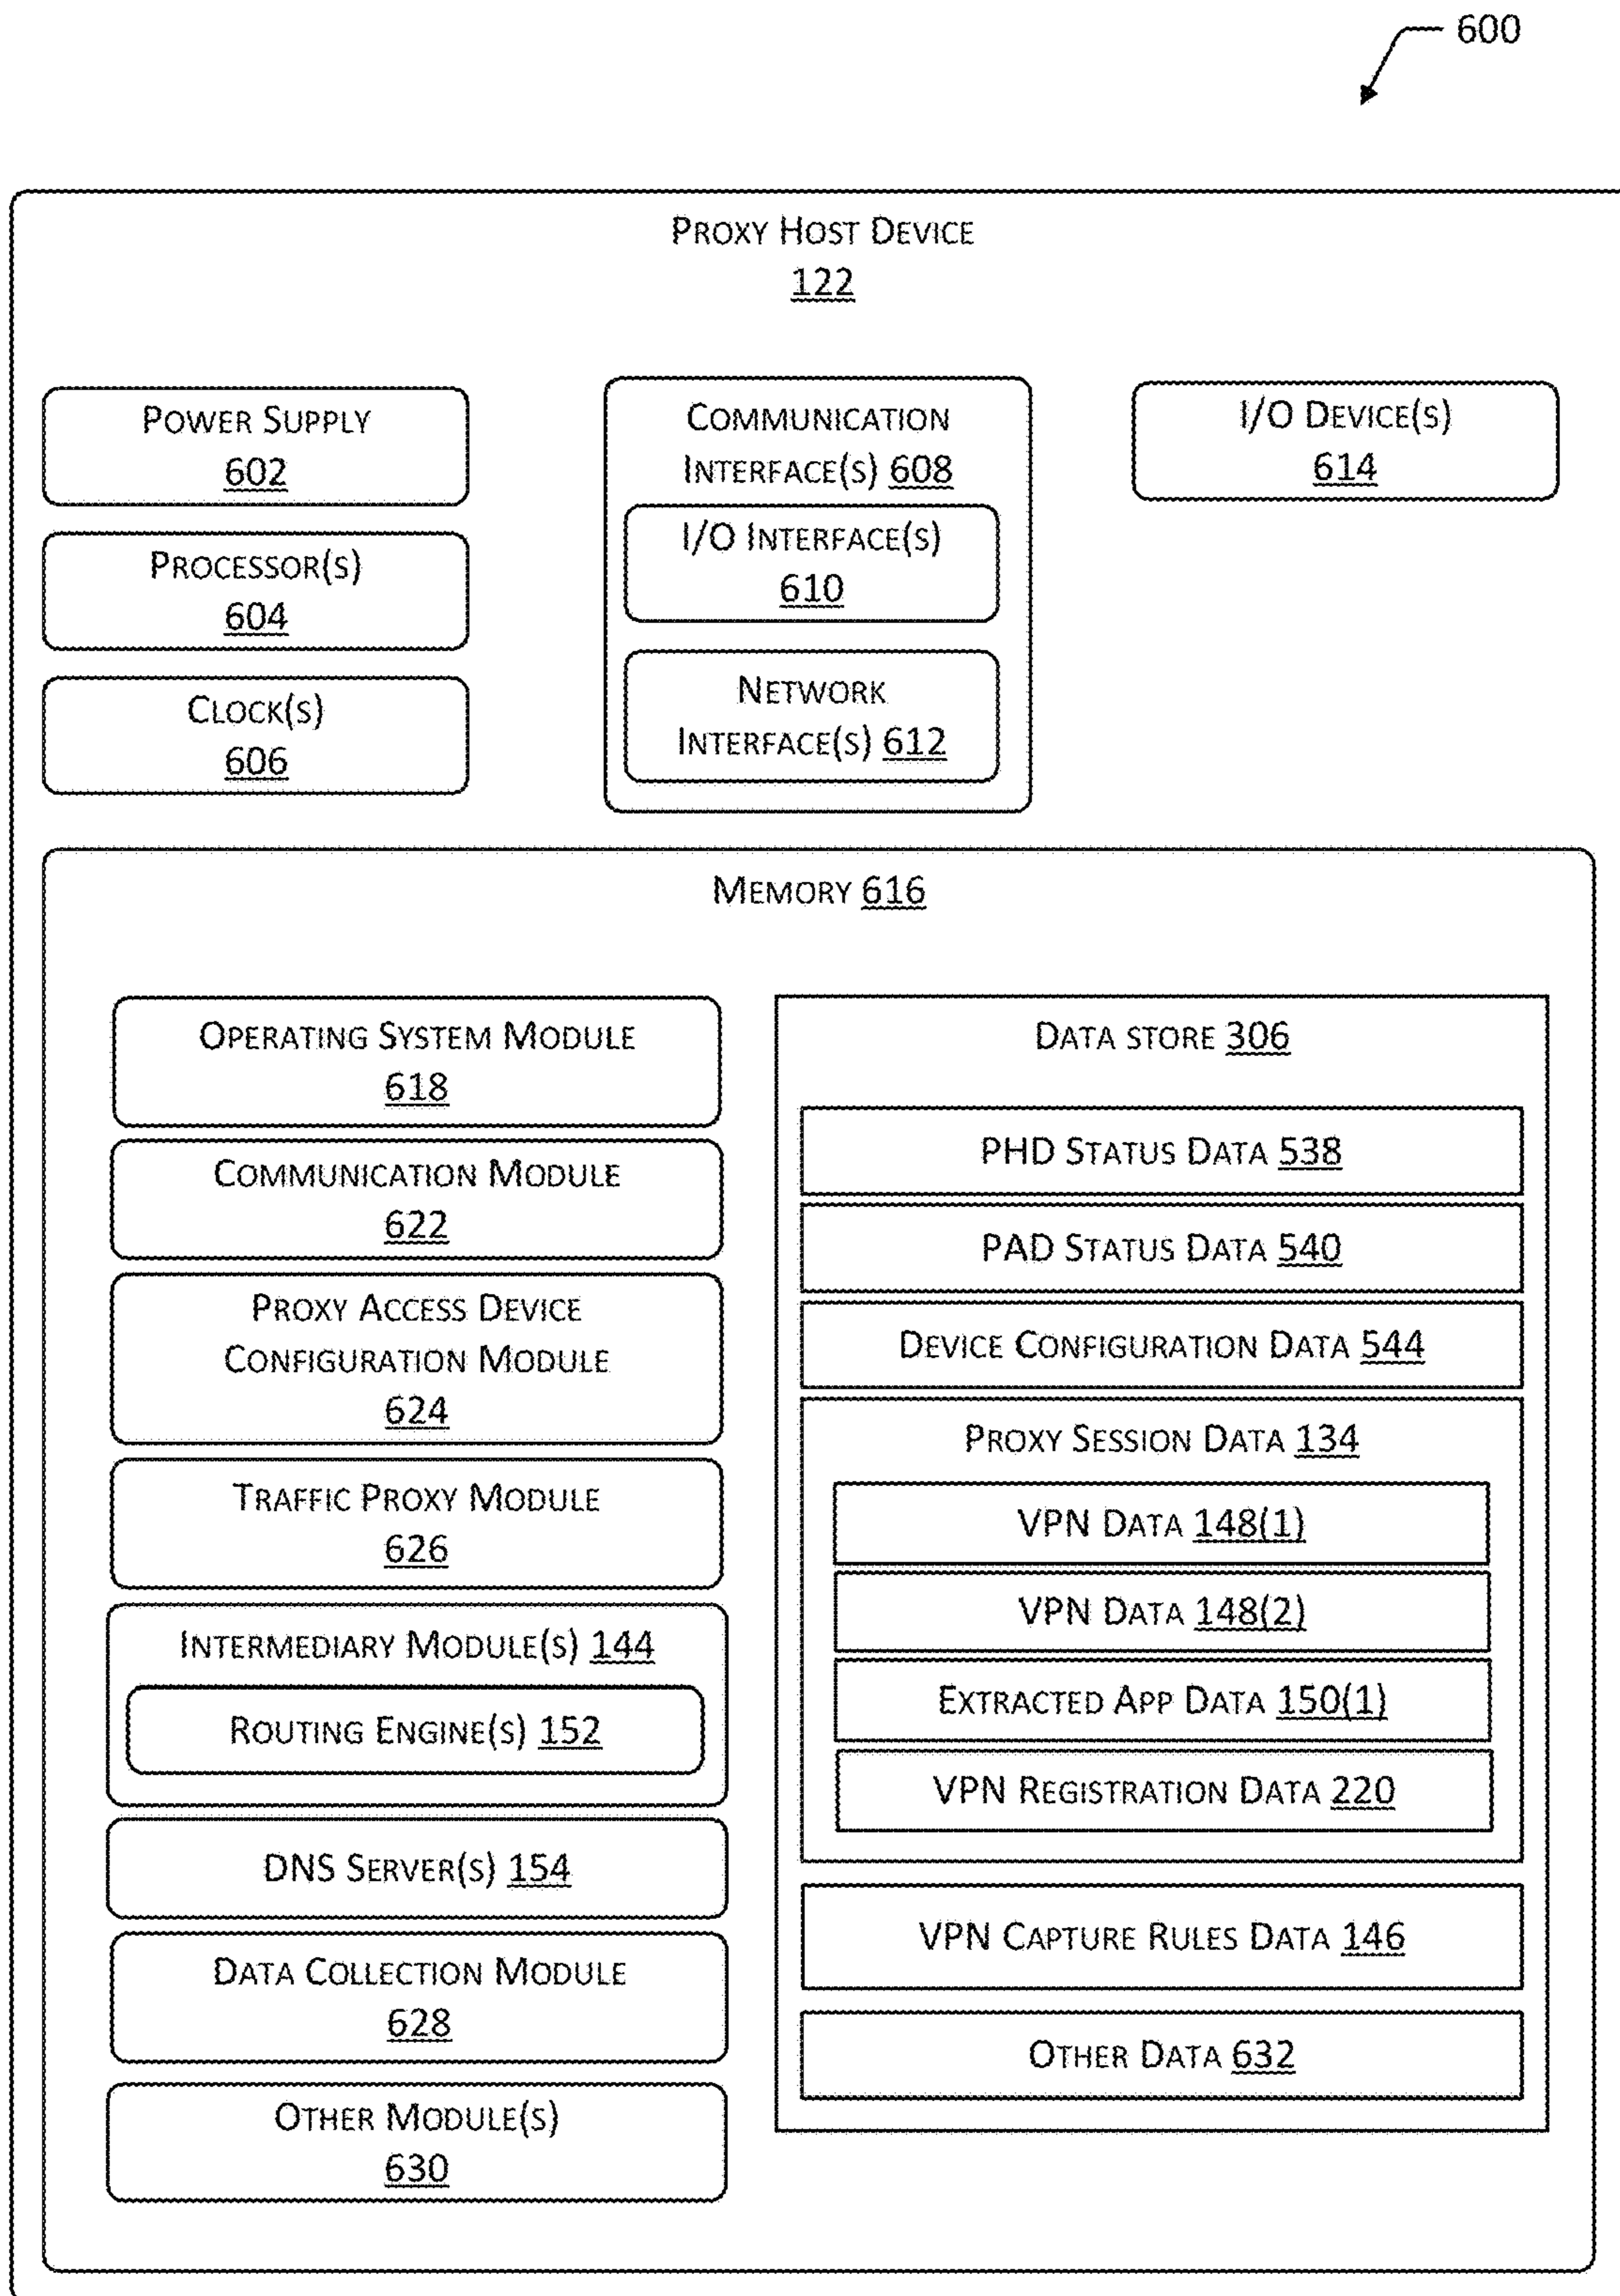 600
Proxy Host Device
122
Power Supply
602
Processor(s)
604
Clock(s)
606
Communication
Interface(s) 608
I/O Interface(s)
610
Network
Interface(s) 612
I/O Device(s)
614
Memory 616
Operating System Module
618
Communication Module
622
Proxy Access Device
Configuration Module
624
Traffic Proxy Module
626
Intermediary Module(s) 144
Routing Engine(s) 152
DNS Server(s) 154
Data Collection Module
628
Other Module(s)
630
Data store 306
PHD Status Data 538
PAD Status Data 540
Device Configuration Data 544
Proxy Session Data 134
VPN Data 148(1)
VPN Data 148(2)
Extracted App Data 150(1)
VPN Registration Data 220
VPN Capture Rules Data 146
Other Data 632